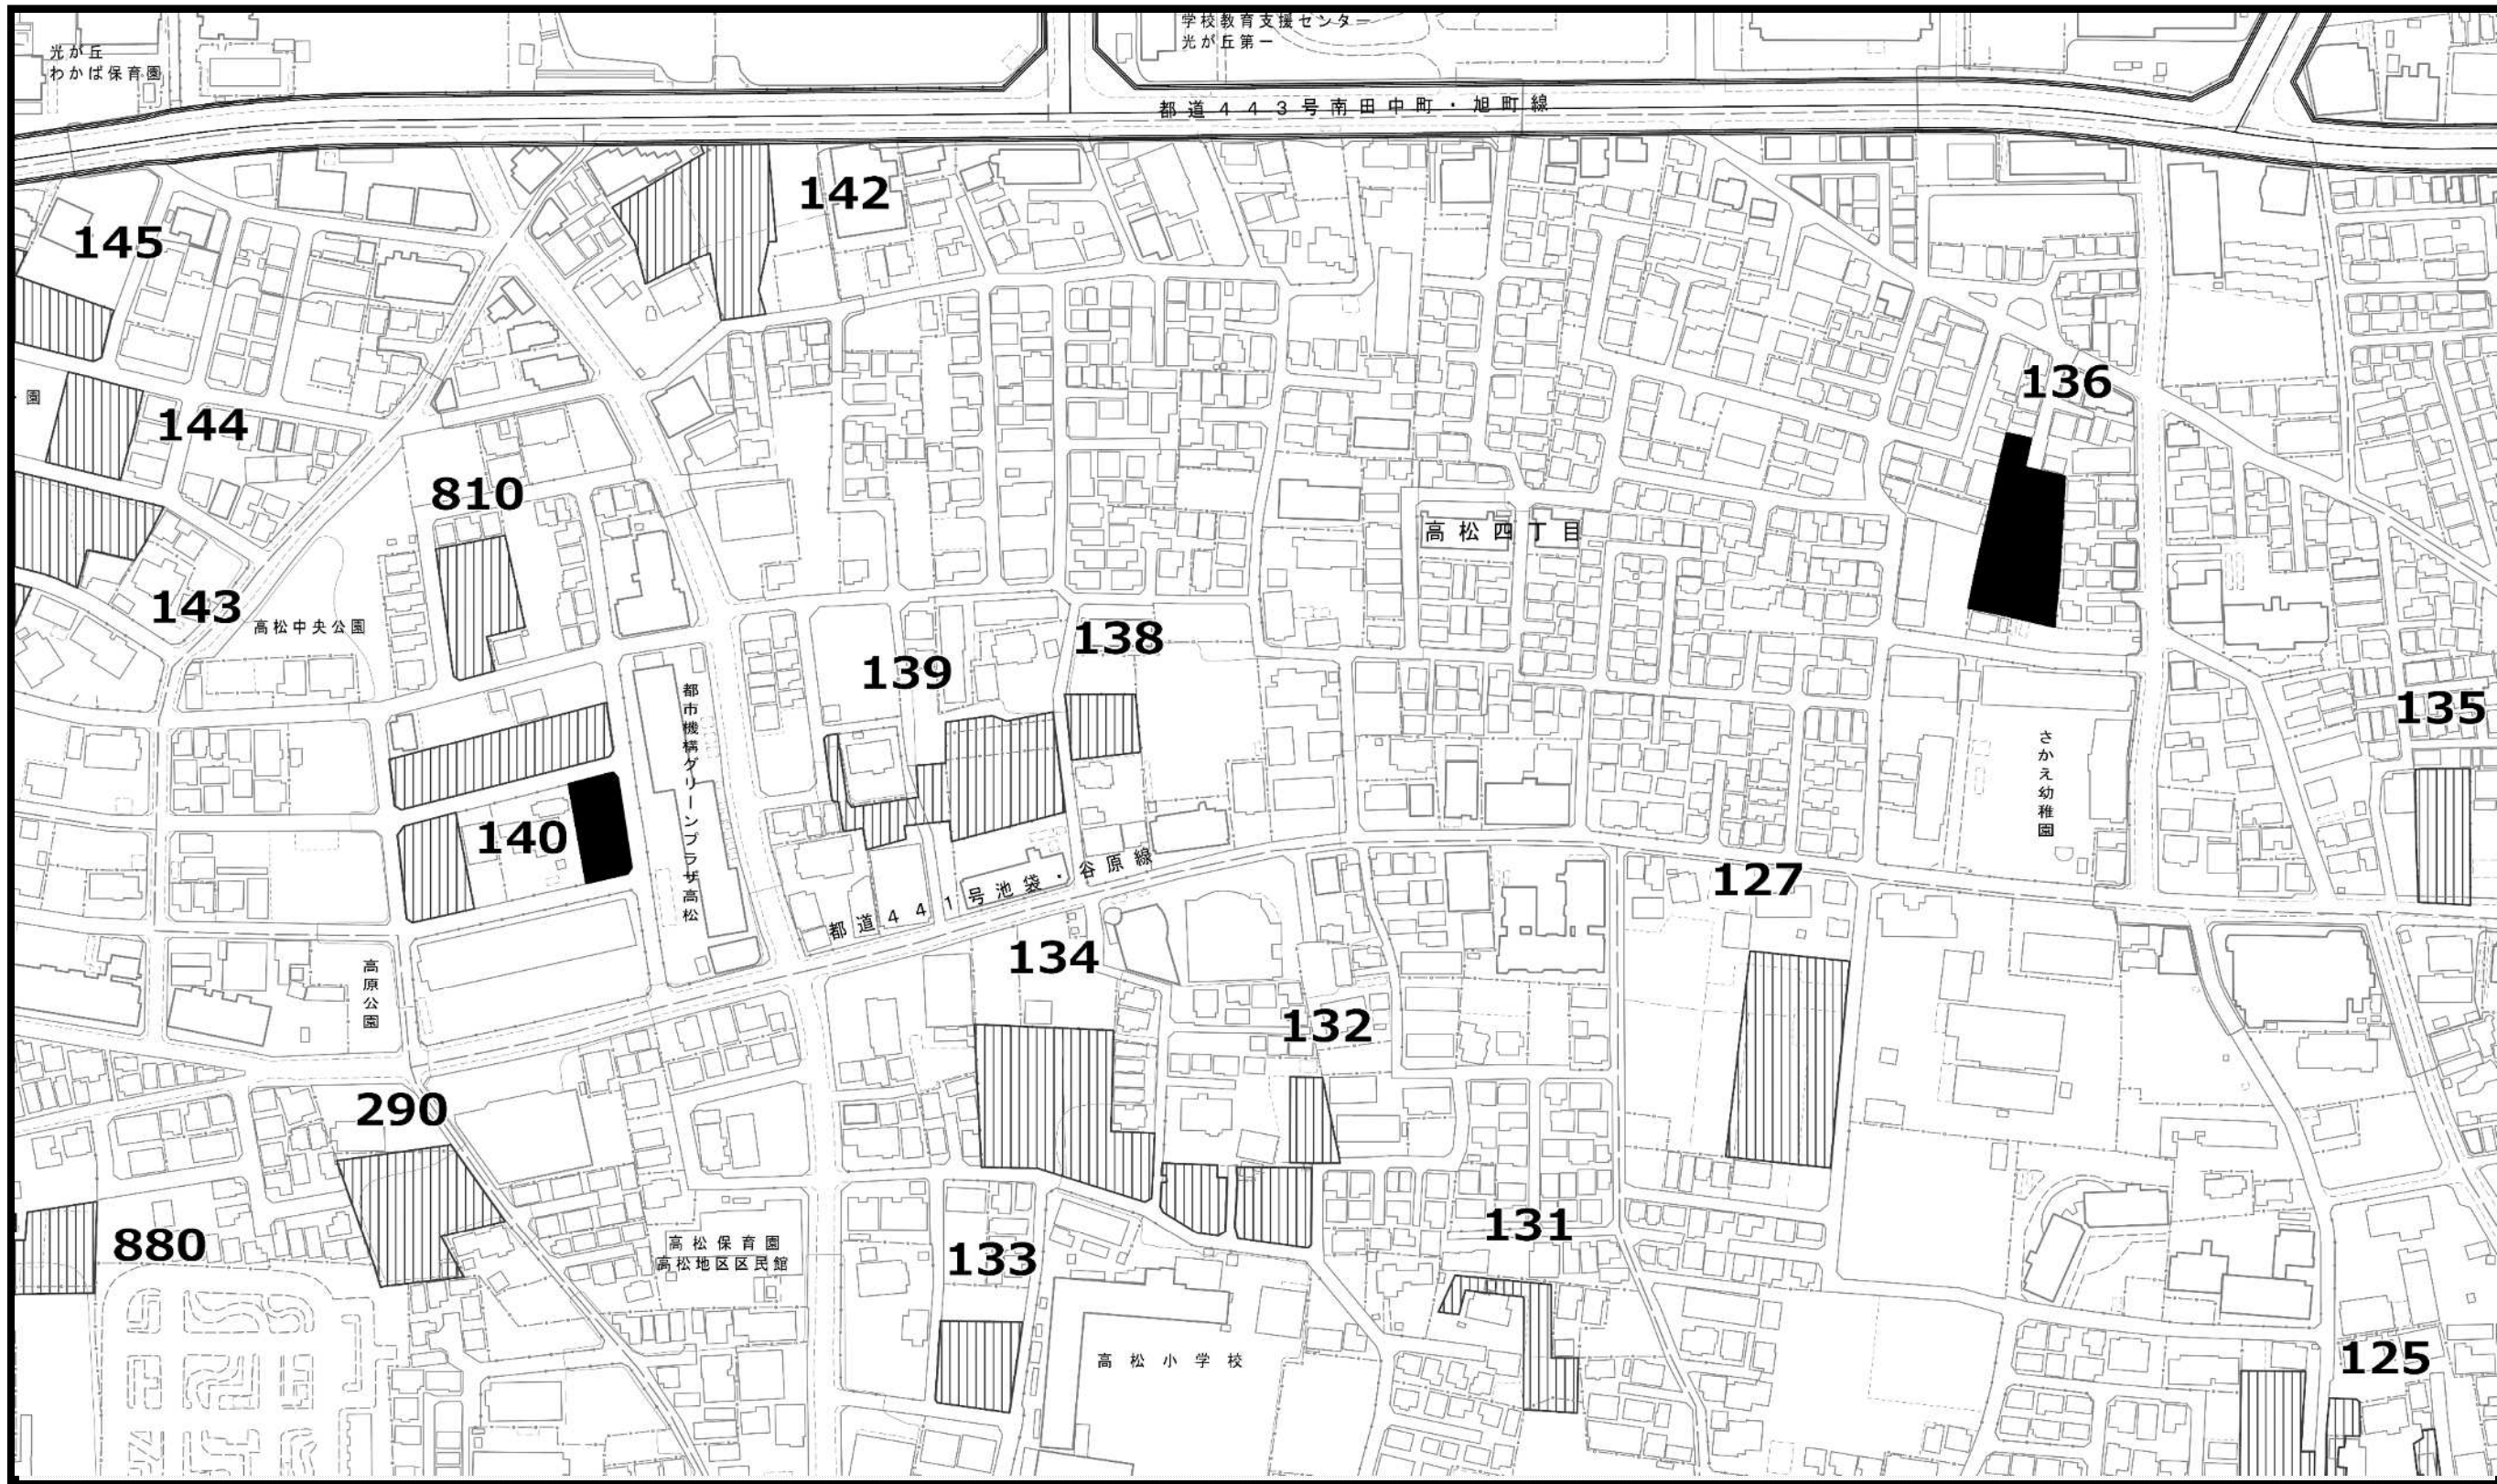 学校教育支援センター
光が丘第一
光が丘
わかば保育園
都道443号南田中町・旭町線
142
145
136
園
144
810
高松四丁目
143
高松中央公園
138
139
都市機構グリーンプラザ高松
135
さかえ幼稚園
140
127
都道441号池袋・谷原線
134
高原公園
132
290
131
880
高松保育園
高松地区区民館
133
高松小学校
125